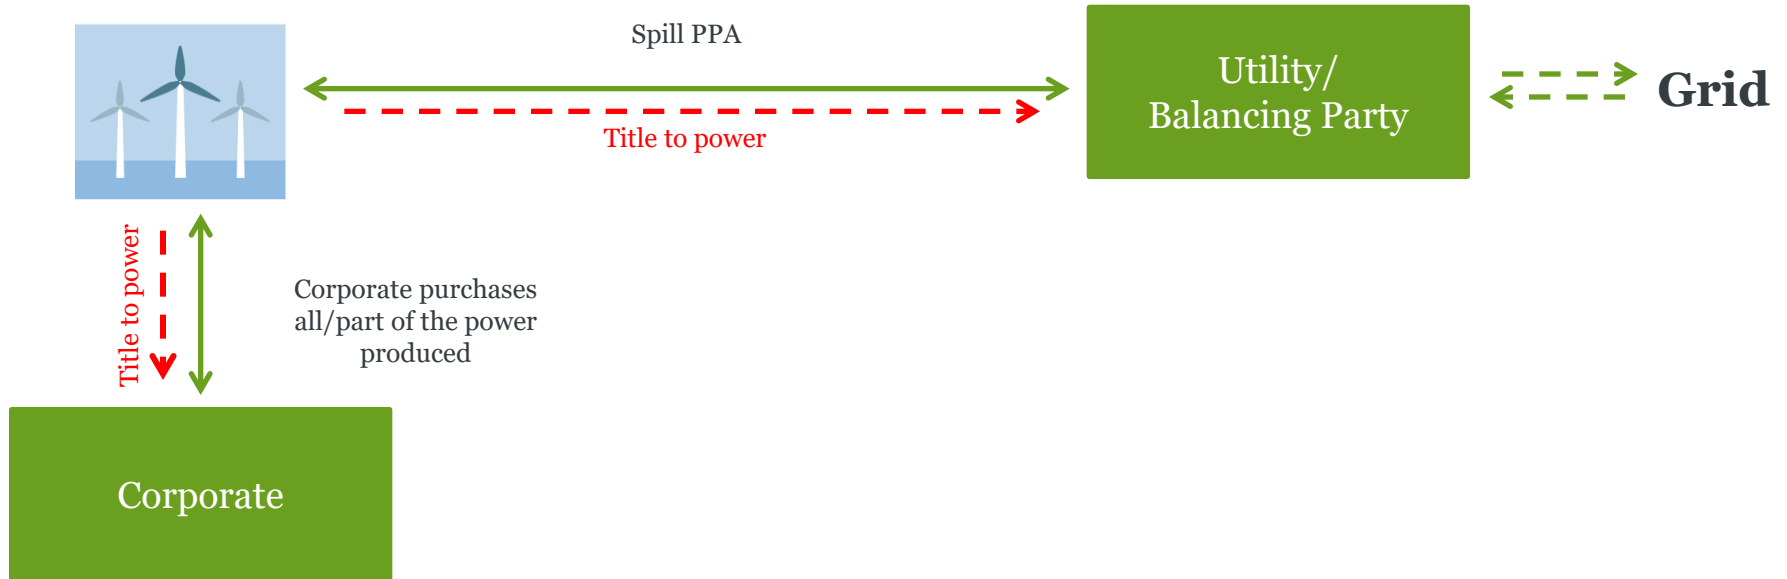 Spill PPA
Title to power
Utility/
Balancing Party
Grid
Title to power
Corporate purchases
all/part of the power
produced
Corporate